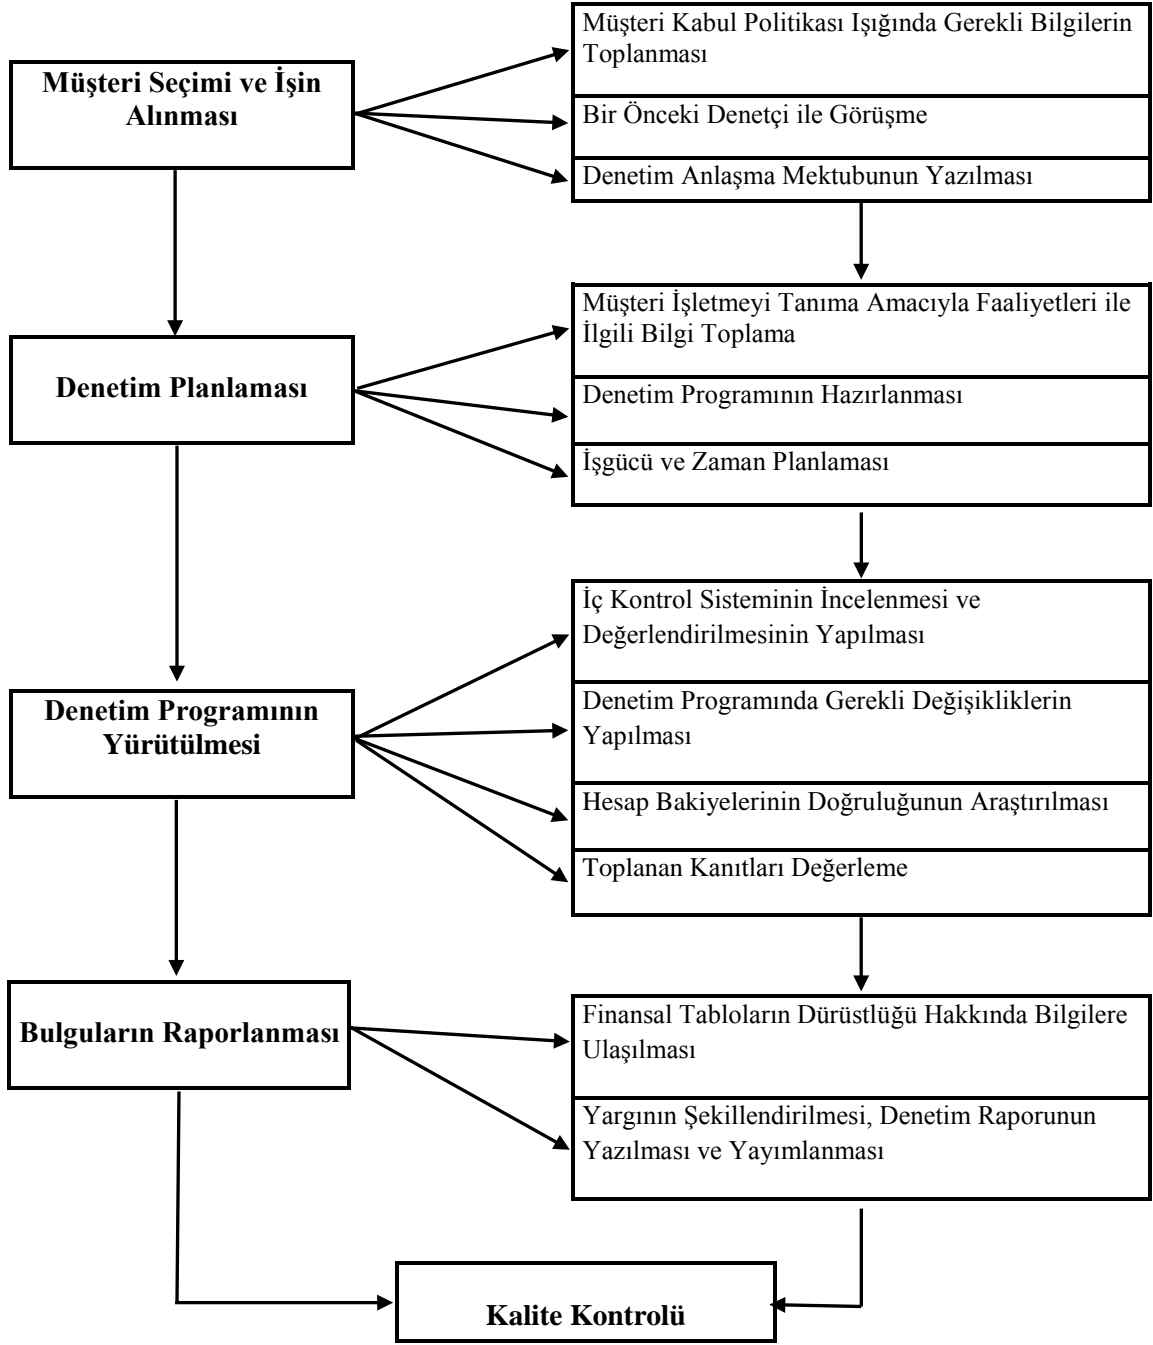 Müşteri Seçimi ve İşin
Alınması
Müşteri Kabul Politikası Işığında Gerekli Bilgilerin
Toplanması
Bir Önceki Denetçi ile Görüşme
Denetim Anlaşma Mektubunun Yazılması
Denetim Planlaması
Müşteri İşletmeyi Tanıma Amacıyla Faaliyetleri ile
İlgili Bilgi Toplama
Denetim Programının Hazırlanması
İşgücü ve Zaman Planlaması
Denetim Programının
Yürütülmesi
İç Kontrol Sisteminin İncelenmesi ve
Değerlendirilmesinin Yapılması
Denetim Programında Gerekli Değişikliklerin
Yapılması
Hesap Bakiyelerinin Doğruluğunun Araştırılması
Toplanan Kanıtları Değerleme
Bulguların Raporlanması
Finansal Tabloların Dürüstlüğü Hakkında Bilgilere
Ulaşılması
Yargının Şekillendirilmesi, Denetim Raporunun
Yazılması ve Yayımlanması
Kalite Kontrolü